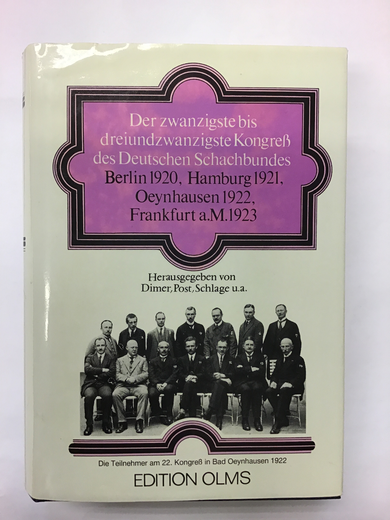 Der zwanzigste bis
dreiundzwanzigste Kongreß
des Deutschen Schachbundes
Berlin 1920, Hamburg 1921,
Oeynhausen 1922,
Frankfurt a.M. 1923
Herausgegeben von
Dimer, Post, Schlage u.a.
Die Teilnehmer am 22. Kongreß in Bad Oeynhausen 1922
EDITION OLMS